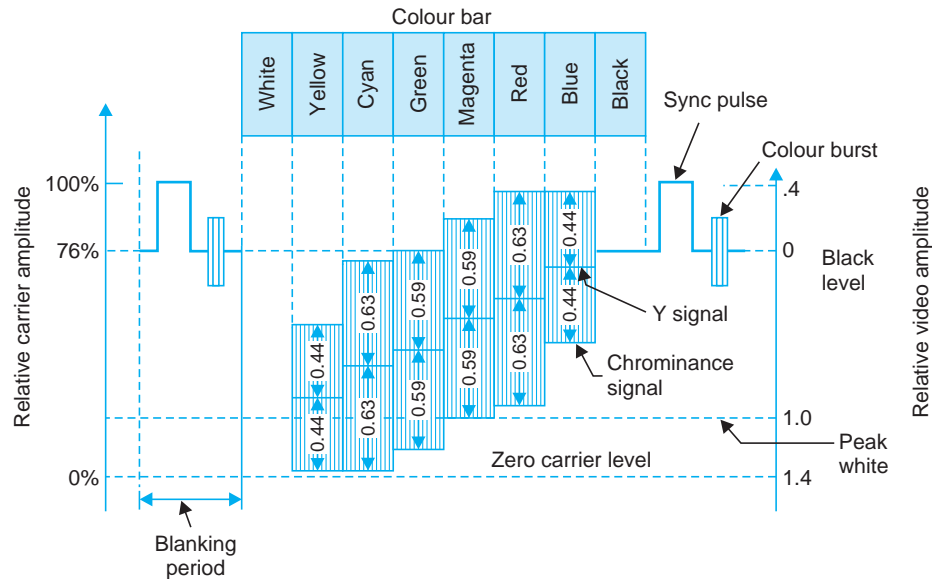 Colour bar
White
Yellow
Cyan
Green
Magenta
Red
Blue
Black
Sync pulse
Colour burst
Relative carrier amplitude
100%
76%
0%
.4
0
Black
level
1.0
1.4
Relative video amplitude
0.44
0.44
0.63
0.63
0.59
0.59
0.59
0.59
0.63
0.63
0.44
0.44
Y signal
Chrominance
signal
Peak
white
Zero carrier level
Blanking
period